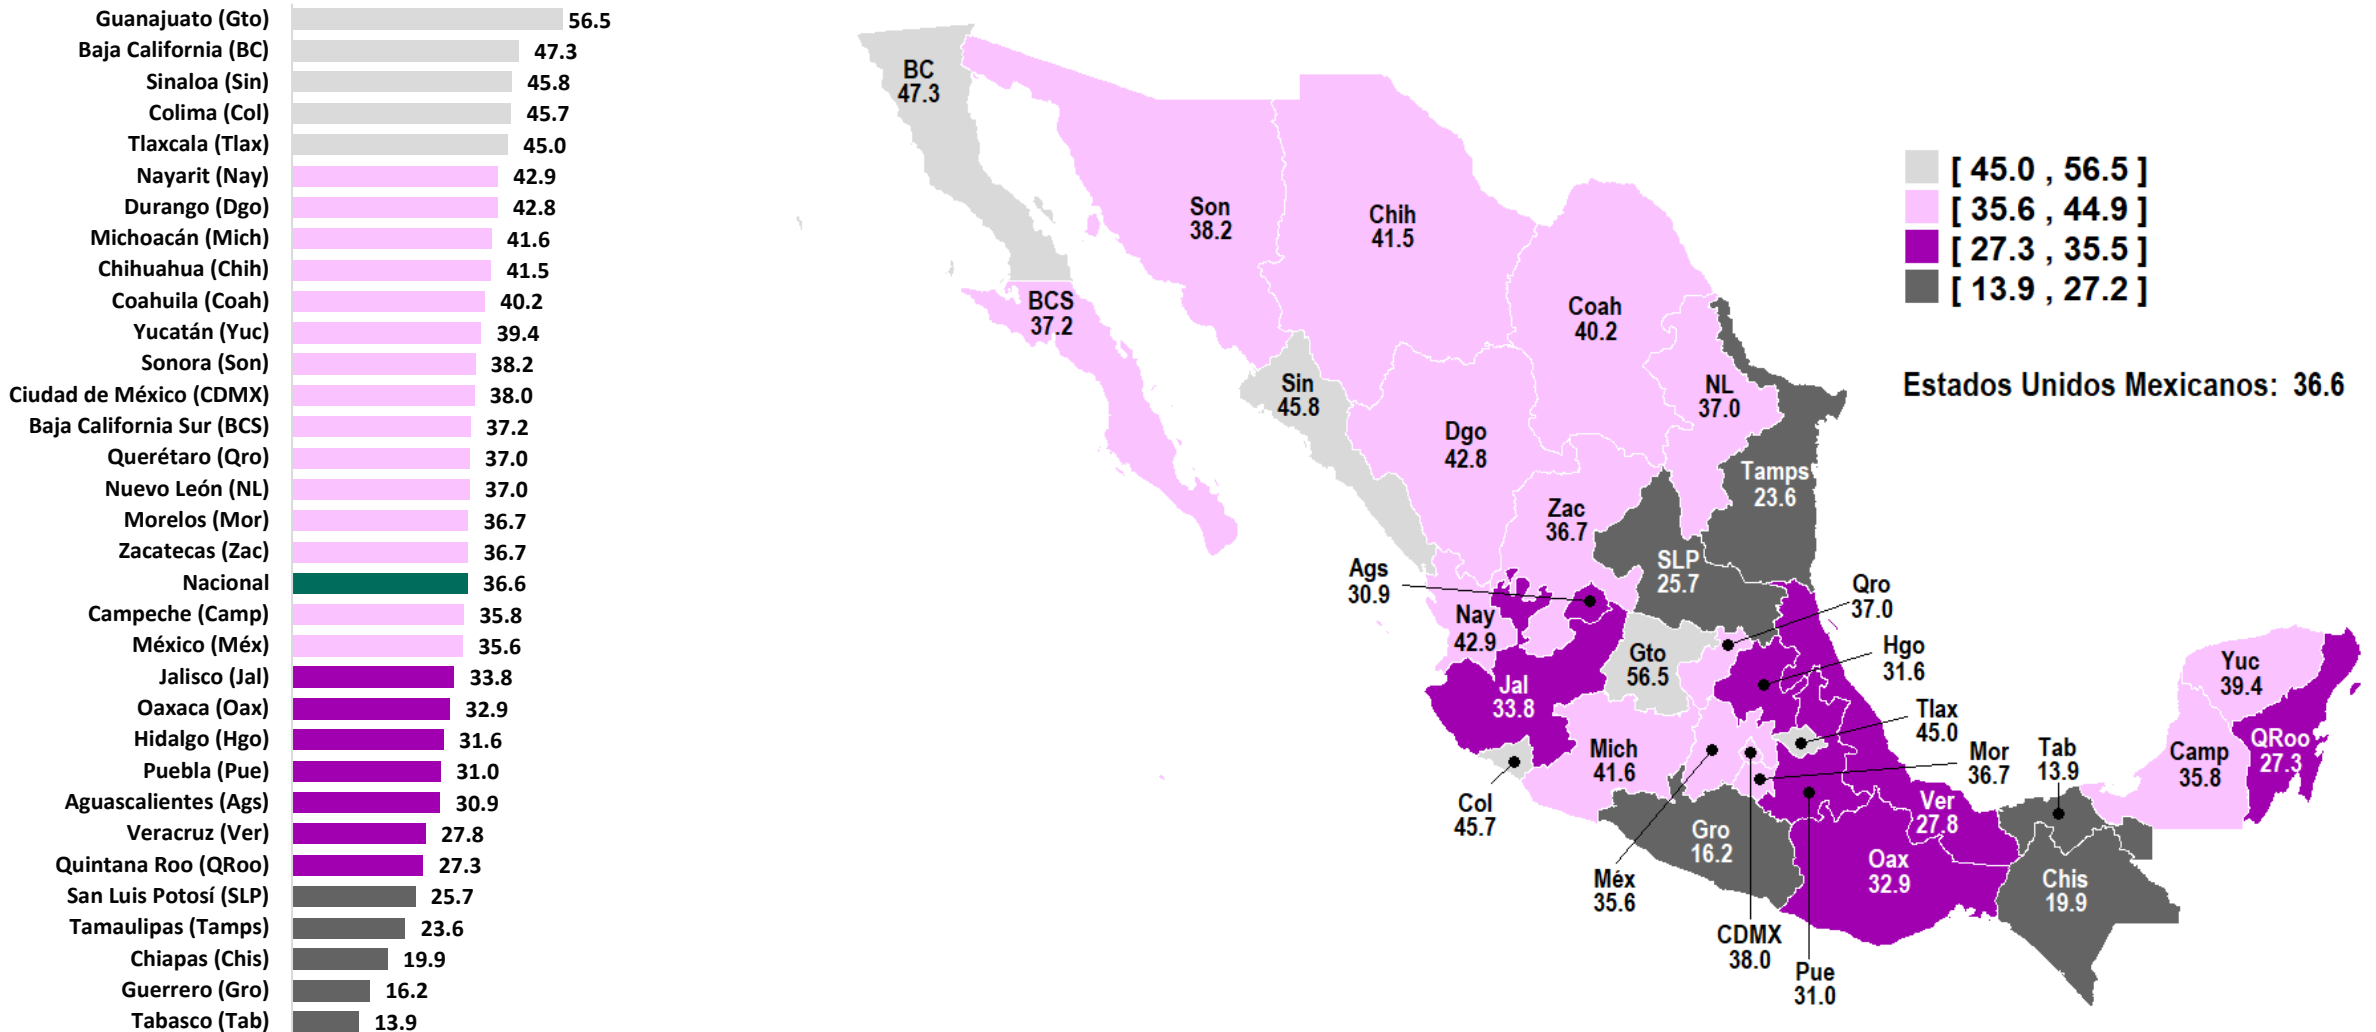 Guanajuato (Gto) 56.5
Baja California (BC) 47.3
Sinaloa (Sin) 45.8
Colima (Col) 45.7
Tlaxcala (Tlax) 45.0
Nayarit (Nay) 42.9
Durango (Dgo) 42.8
Michoacán (Mich) 41.6
Chihuahua (Chih) 41.5
Coahuila (Coah) 40.2
Yucatán (Yuc) 39.4
Sonora (Son) 38.2
Ciudad de México (CDMX) 38.0
Baja California Sur (BCS) 37.2
Querétaro (Qro) 37.0
Nuevo León (NL) 37.0
Morelos (Mor) 36.7
Zacatecas (Zac) 36.7
Nacional 36.6
Campeche (Camp) 35.8
México (Méx) 35.6
Jalisco (Jal) 33.8
Oaxaca (Oax) 32.9
Hidalgo (Hgo) 31.6
Puebla (Pue) 31.0
Aguascalientes (Ags) 30.9
Veracruz (Ver) 27.8
Quintana Roo (QRoo) 27.3
San Luis Potosí (SLP) 25.7
Tamaulipas (Tamps) 23.6
Chiapas (Chis) 19.9
Guerrero (Gro) 16.2
Tabasco (Tab) 13.9
BC
47.3
Son
38.2
Chih
41.5
BCS
37.2
Coah
40.2
Sin
45.8
NL
37.0
Dgo
42.8
Tamps
23.6
Zac
36.7
SLP
25.7
Ags
30.9
Qro
37.0
Nay
42.9
Gto
56.5
Hgo
31.6
Jal
33.8
Tlax
45.0
Mich
41.6
Mor
36.7
Tab
13.9
Yuc
39.4
QRoo
27.3
Camp
35.8
Col
45.7
Ver
27.8
Gro
16.2
Oax
32.9
Méx
35.6
Chis
19.9
CDMX
38.0
Pue
31.0
[ 45.0 , 56.5 ]
[ 35.6 , 44.9 ]
[ 27.3 , 35.5 ]
[ 13.9 , 27.2 ]
Estados Unidos Mexicanos: 36.6